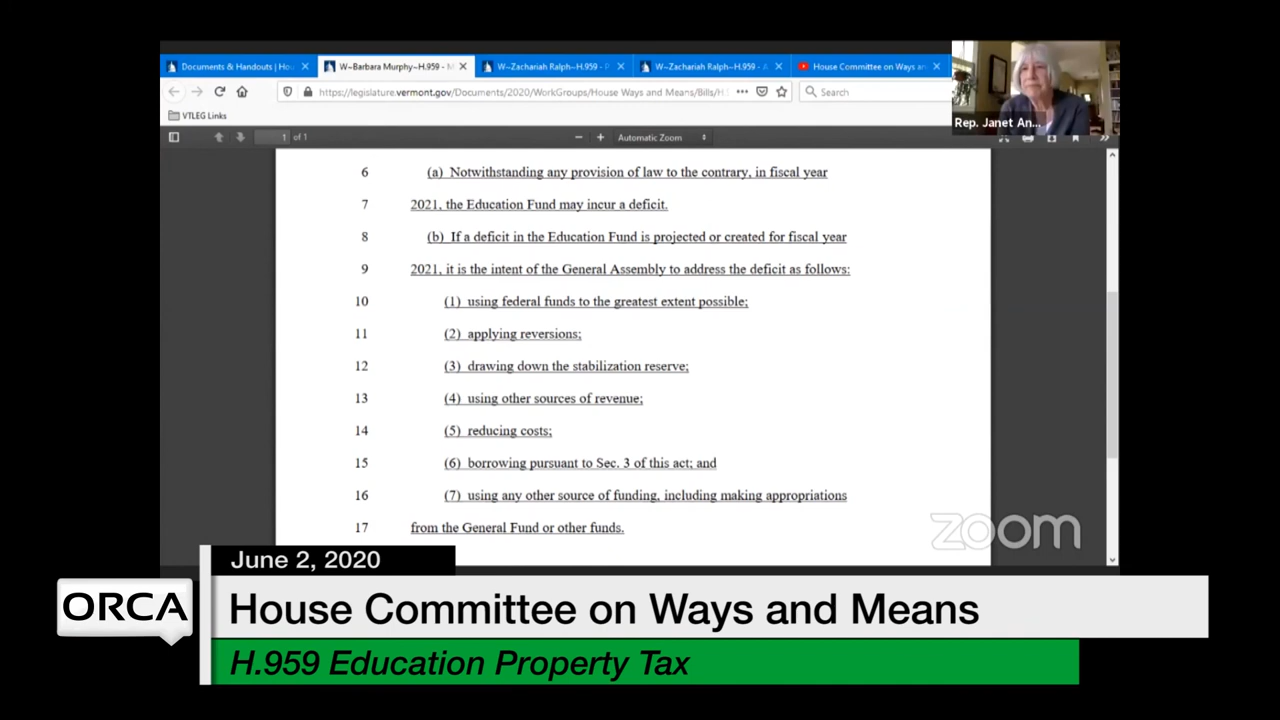 Documents & Handouts | Ho
W~Barbara Murphy~H.959 - M
W~Zachariah Ralph~H.959 - P
W~Zachariah Ralph~H.959 - A
House Committee on Ways an
https://legislature.vermont.gov/Documents/2020/WorkGroups/House Ways and Means/Bills/H
Search
VTLEG Links
Rep. Janet An...
1 of 1
Automatic Zoom
6 (a) Notwithstanding any provision of law to the contrary, in fiscal year
7 2021, the Education Fund may incur a deficit.
8 (b) If a deficit in the Education Fund is projected or created for fiscal year
9 2021, it is the intent of the General Assembly to address the deficit as follows:
10 (1) using federal funds to the greatest extent possible;
11 (2) applying reversions;
12 (3) drawing down the stabilization reserve;
13 (4) using other sources of revenue;
14 (5) reducing costs;
15 (6) borrowing pursuant to Sec. 3 of this act; and
16 (7) using any other source of funding, including making appropriations
17 from the General Fund or other funds.
zoom
June 2, 2020
ORCA
House Committee on Ways and Means
H.959 Education Property Tax